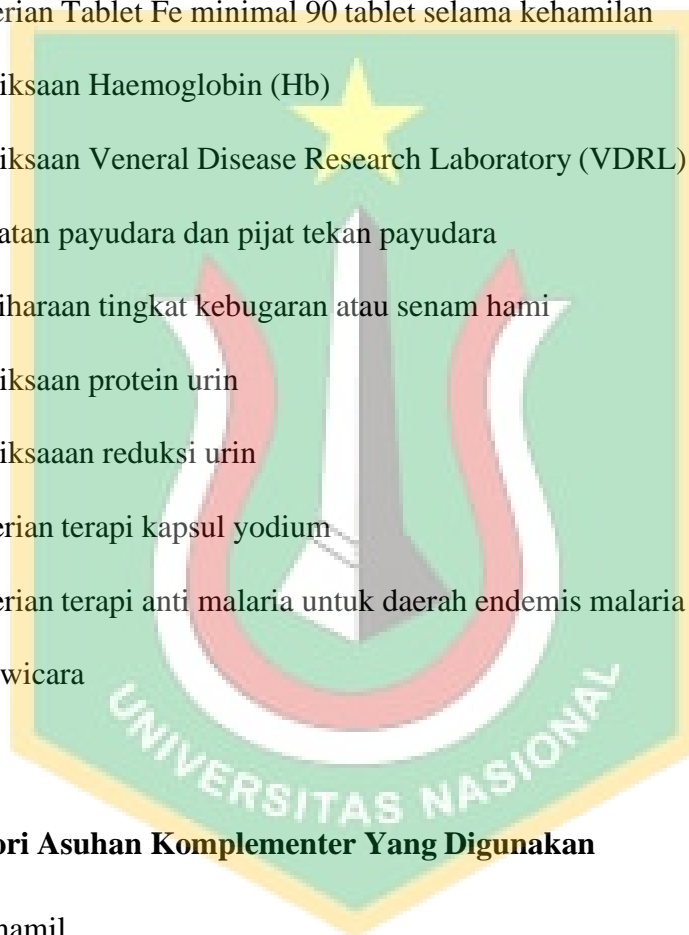 erian Tablet Fe minimal 90 tablet selama kehamilan
iksaan Haemoglobin (Hb)
iksaan Veneral Disease Research Laboratory (VDRL)
atan payudara dan pijat tekan payudara
iharaan tingkat kebugaran atau senam hami
iksaan protein urin
iksaaan reduksi urin
erian terapi kapsul yodium
erian terapi anti malaria untuk daerah endemis malaria
wicara
UNIVERSITAS NASIONAL
ori Asuhan Komplementer Yang Digunakan
hamil